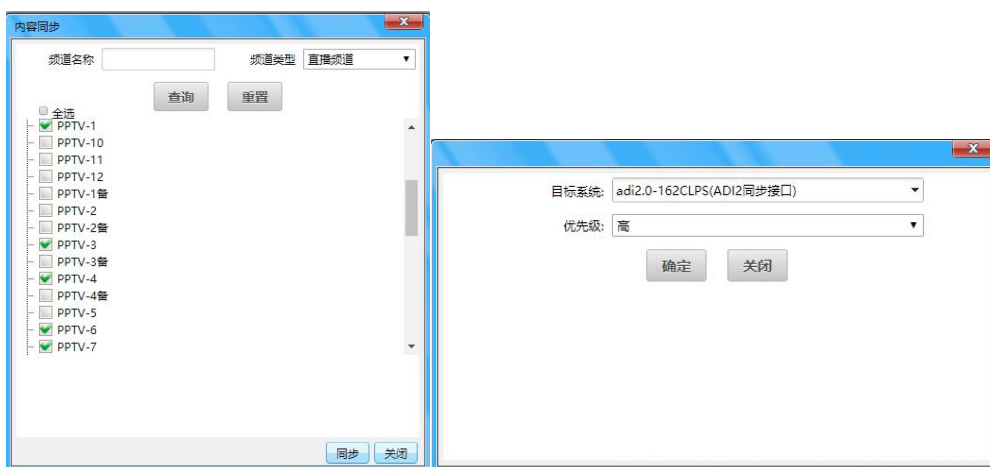 内容同步
频道名称 频道类型 直播频道
查询 重置
全选
PPTV-1
PPTV-10
PPTV-11
PPTV-12
PPTV-1备
PPTV-2
PPTV-2备
PPTV-3
PPTV-3备
PPTV-4
PPTV-4备
PPTV-5
PPTV-6
PPTV-7
同步 关闭
目标系统: adi2.0-162CLPS(ADI2同步接口)
优先级: 高
确定 关闭